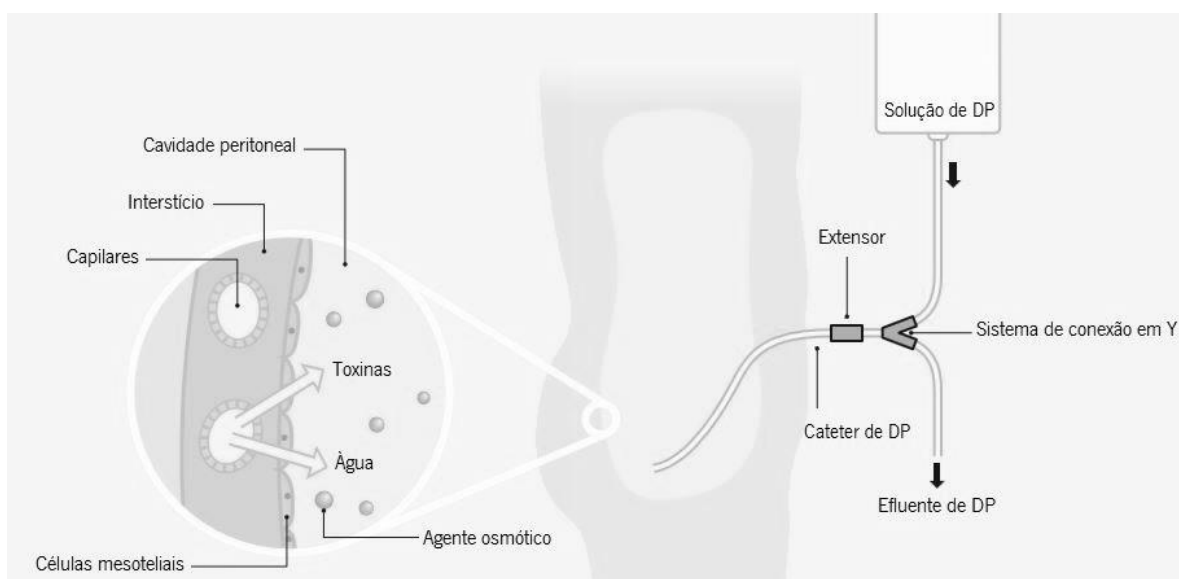 Solução de DP
Cavidade peritoneal
Interstício
Capilares
Extensor
Sistema de conexão em Y
Toxinas
Cateter de DP
Àgua
Efluente de DP
Agente osmótico
Células mesoteliais